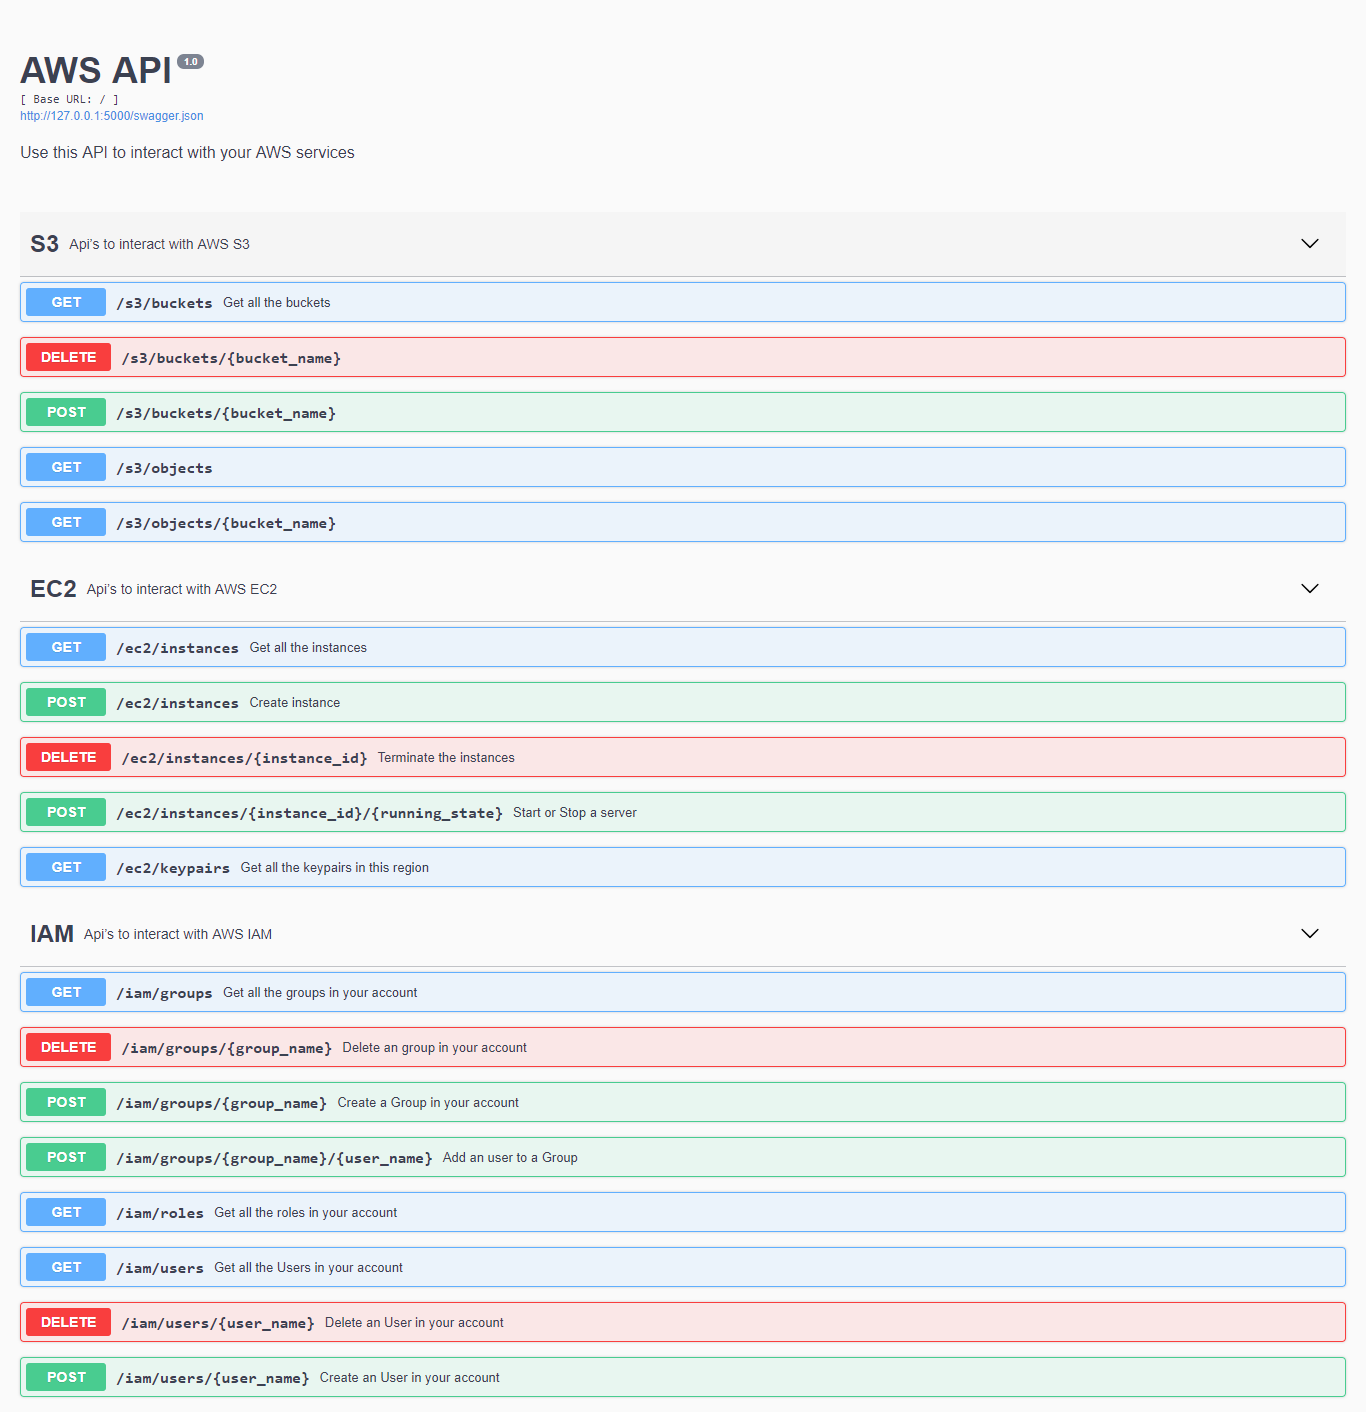 AWS API 1.0
[ Base URL: / ]
http://127.0.0.1:5000/swagger.json
Use this API to interact with your AWS services
S3 Api's to interact with AWS S3
GET /s3/buckets Get all the buckets
DELETE /s3/buckets/{bucket_name}
POST /s3/buckets/{bucket_name}
GET /s3/objects
GET /s3/objects/{bucket_name}
EC2 Api's to interact with AWS EC2
GET /ec2/instances Get all the instances
POST /ec2/instances Create instance
DELETE /ec2/instances/{instance_id} Terminate the instances
POST /ec2/instances/{instance_id}/{running_state} Start or Stop a server
GET /ec2/keypairs Get all the keypairs in this region
IAM Api's to interact with AWS IAM
GET /iam/groups Get all the groups in your account
DELETE /iam/groups/{group_name} Delete an group in your account
POST /iam/groups/{group_name} Create a Group in your account
POST /iam/groups/{group_name}/{user_name} Add an user to a Group
GET /iam/roles Get all the roles in your account
GET /iam/users Get all the Users in your account
DELETE /iam/users/{user_name} Delete an User in your account
POST /iam/users/{user_name} Create an User in your account